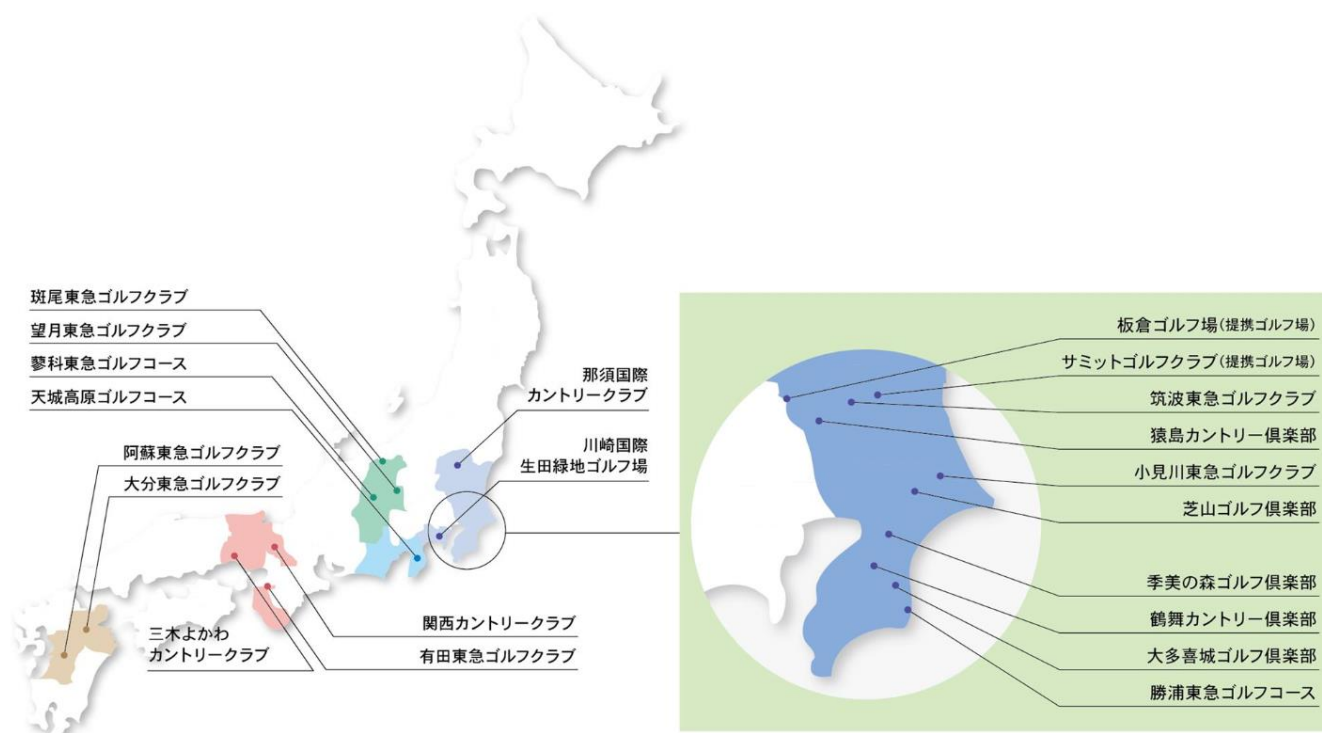 斑尾東急ゴルフクラブ
望月東急ゴルフクラブ
蓼科東急ゴルフコース
天城高原ゴルフコース
阿蘇東急ゴルフクラブ
大分東急ゴルフクラブ
那須国際
カントリークラブ
川崎国際
生田緑地ゴルフ場
三木よかわ
カントリークラブ
関西カントリークラブ
有田東急ゴルフクラブ
板倉ゴルフ場(提携ゴルフ場)
サミットゴルフクラブ(提携ゴルフ場)
筑波東急ゴルフクラブ
猿島カントリー倶楽部
小見川東急ゴルフクラブ
芝山ゴルフ倶楽部
季美の森ゴルフ倶楽部
鶴舞カントリー倶楽部
大多喜城ゴルフ倶楽部
勝浦東急ゴルフコース